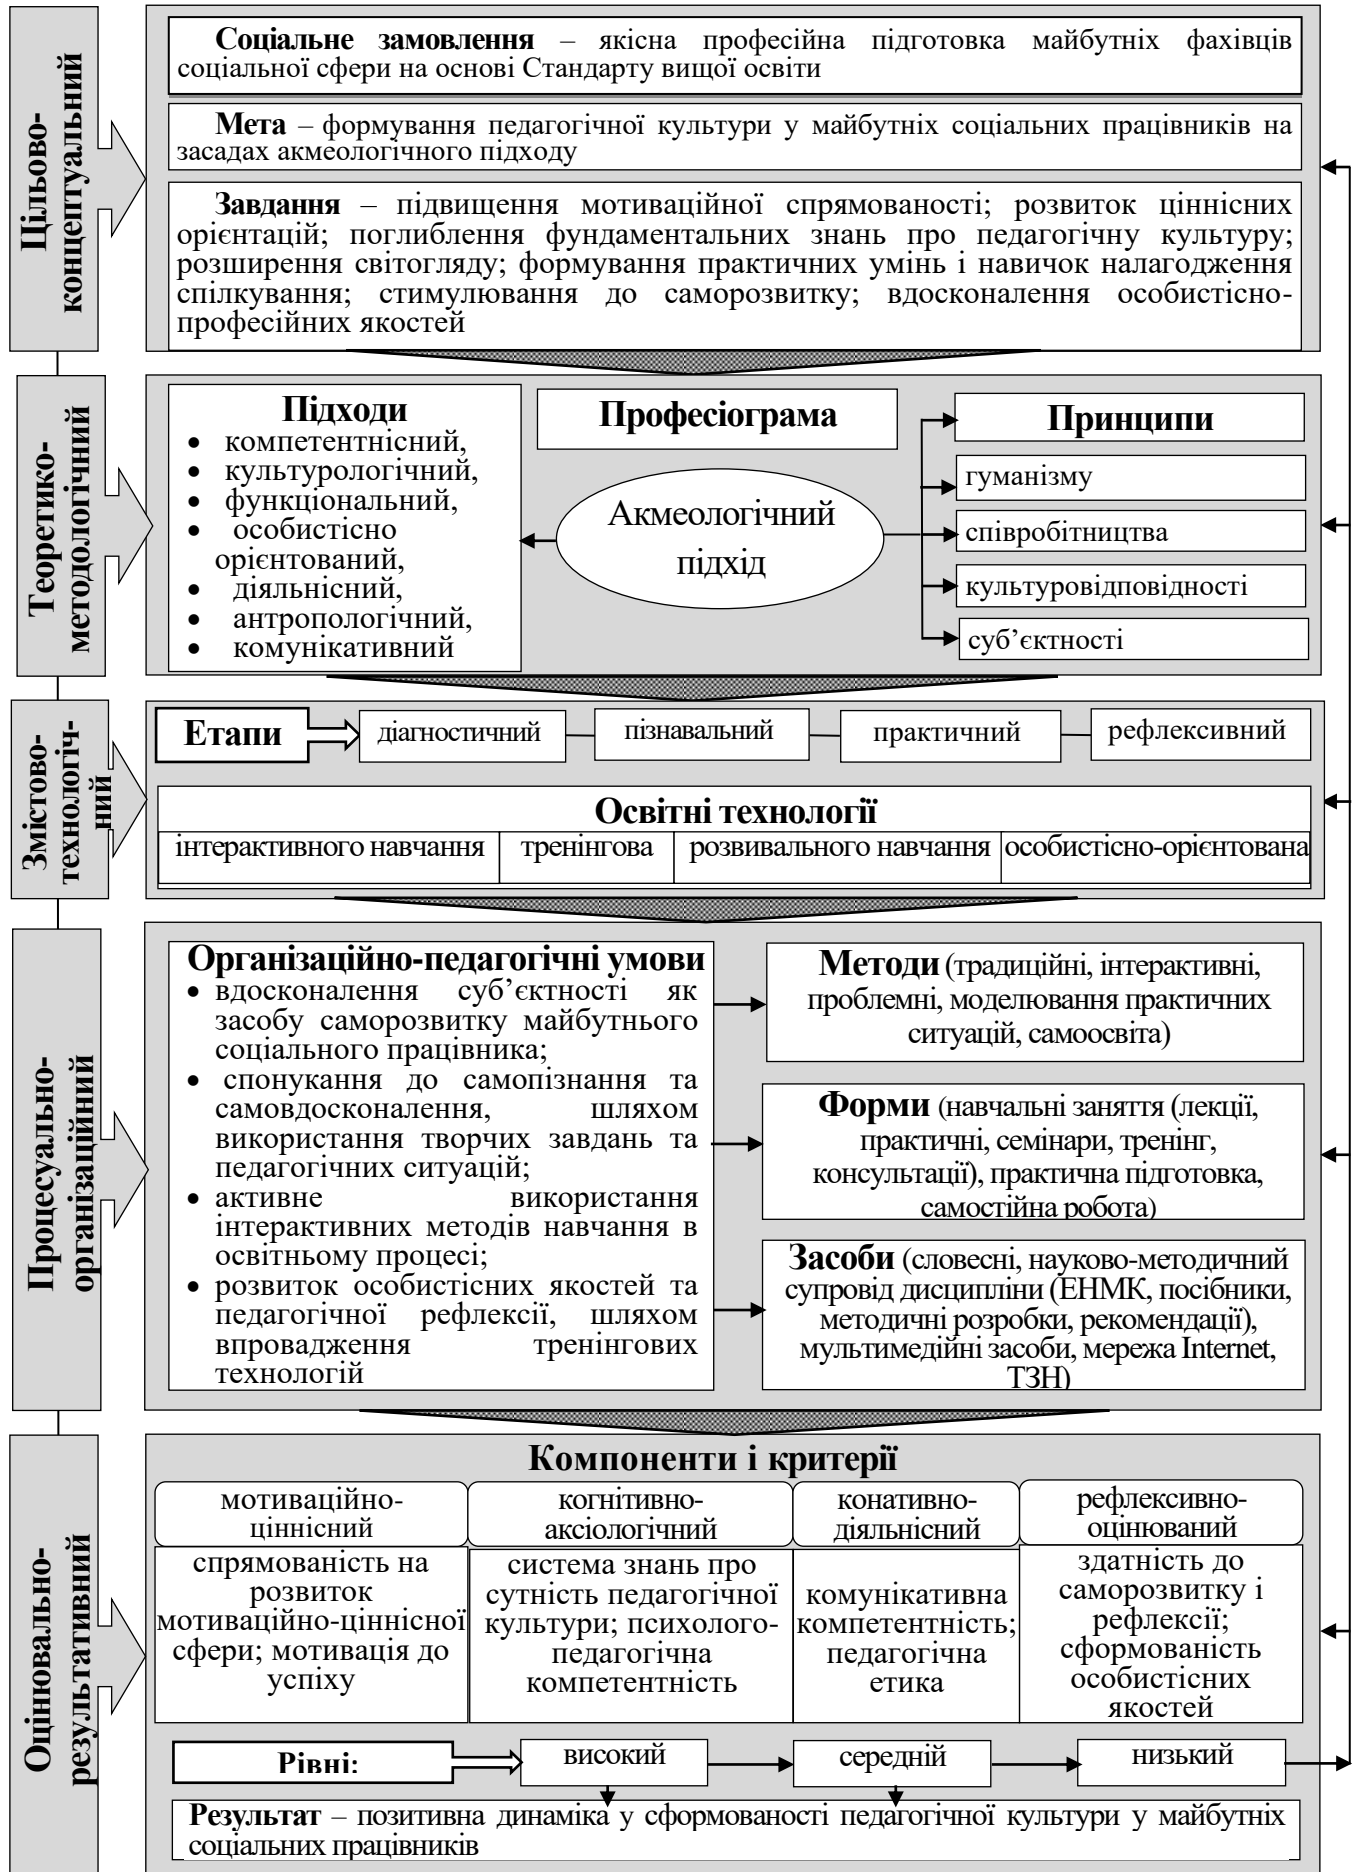 Цільово-
концептуальний
Соціальне замовлення – якісна професійна підготовка майбутніх фахівців
соціальної сфери на основі Стандарту вищої освіти
Мета – формування педагогічної культури у майбутніх соціальних працівників на
засадах акмеологічного підходу
Завдання – підвищення мотиваційної спрямованості; розвиток ціннісних
орієнтацій; поглиблення фундаментальних знань про педагогічну культуру;
розширення світогляду; формування практичних умінь і навичок налагодження
спілкування; стимулювання до саморозвитку; вдосконалення особистісно-
професійних якостей
Теоретико-
методологічний
Підходи
• компетентнісний,
• культурологічний,
• функціональний,
• особистісно
орієнтований,
• діяльнісний,
• антропологічний,
• комунікативний
Професіограма
Акмеологічний
підхід
Принципи
гуманізму
співробітництва
культуровідповідності
суб’єктності
Змістово-
технологіч-
ний
Етапи
діагностичний
пізнавальний
практичний
рефлексивний
Освітні технології
інтерактивного навчання
тренінгова
розвивального навчання
особистісно-орієнтована
Процесуально-
організаційний
Організаційно-педагогічні умови
• вдосконалення суб’єктності як
засобу саморозвитку майбутнього
соціального працівника;
• спонукання до самопізнання та
самовдосконалення, шляхом
використання творчих завдань та
педагогічних ситуацій;
• активне використання
інтерактивних методів навчання в
освітньому процесі;
• розвиток особистісних якостей та
педагогічної рефлексії, шляхом
впровадження тренінгових
технологій
Методи (традиційні, інтерактивні,
проблемні, моделювання практичних
ситуацій, самоосвіта)
Форми (навчальні заняття (лекції,
практичні, семінари, тренінг,
консультації), практична підготовка,
самостійна робота)
Засоби (словесні, науково-методичний
супровід дисципліни (ЕНМК, посібники,
методичні розробки, рекомендації),
мультимедійні засоби, мережа Internet,
ТЗН)
Оцінювально-
результативний
Компоненти і критерії
мотиваційно-
ціннісний
когнітивно-
аксіологічний
конативно-
діяльнісний
рефлексивно-
оцінюваний
спрямованість на
розвиток
мотиваційно-ціннісної
сфери; мотивація до
успіху
система знань про
сутність педагогічної
культури; психолого-
педагогічна
компетентність
комунікативна
компетентність;
педагогічна
етика
здатність до
саморозвитку і
рефлексії;
сформованість
особистісних
якостей
Рівні:
високий
середній
низький
Результат – позитивна динаміка у сформованості педагогічної культури у майбутніх
соціальних працівників